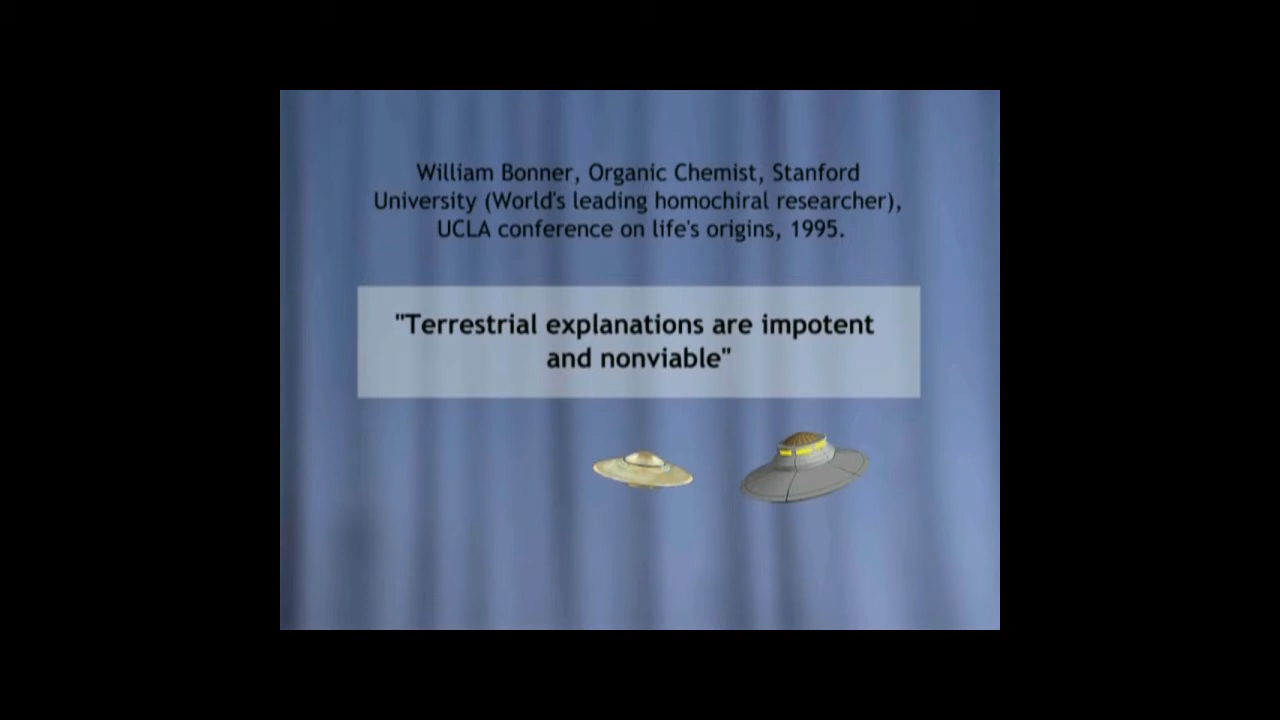 William Bonner, Organic Chemist, Stanford
University (World's leading homochiral researcher),
UCLA conference on life's origins, 1995.
"Terrestrial explanations are impotent
and nonviable"